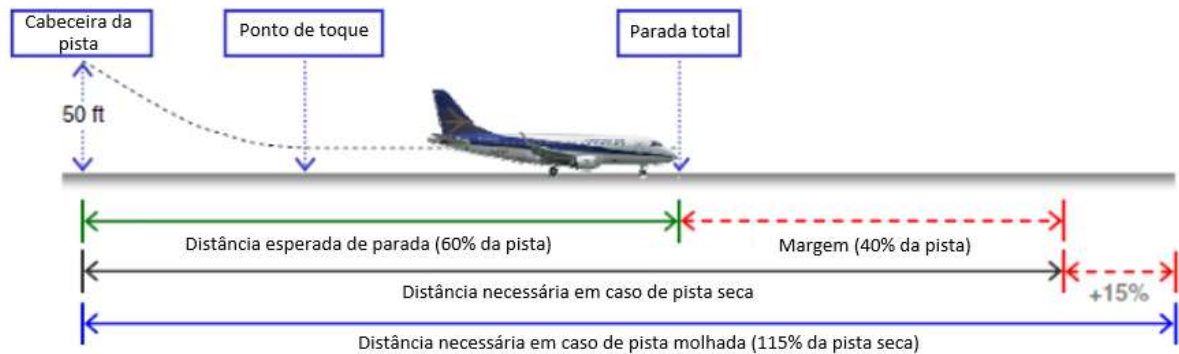 Cabeceira da
pista
Ponto de toque
Parada total
50 ft
Distância esperada de parada (60% da pista)
Margem (40% da pista)
Distância necessária em caso de pista seca
+15%
Distância necessária em caso de pista molhada (115% da pista seca)